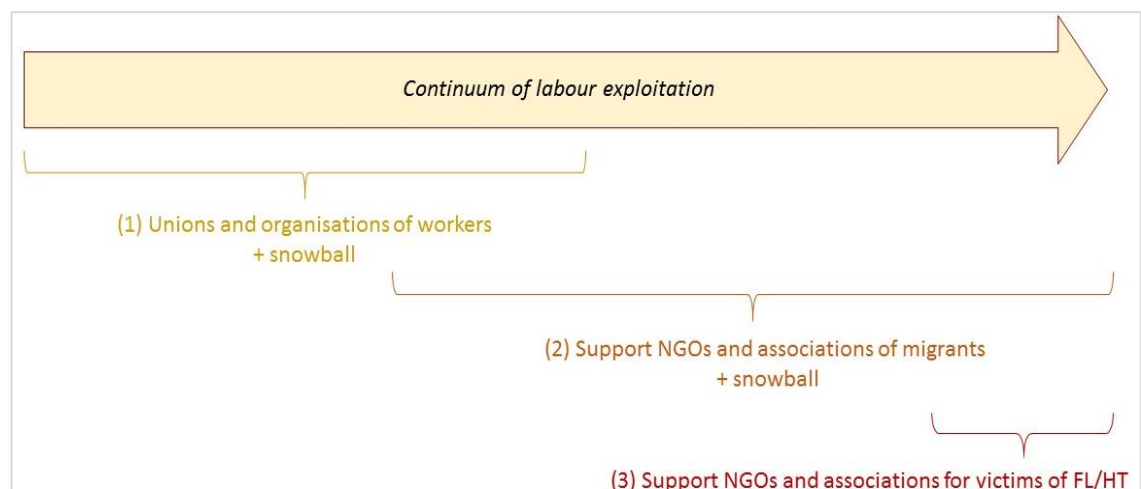 Continuum of labour exploitation
(1) Unions and organisations of workers
+ snowball
(2) Support NGOs and associations of migrants
+ snowball
(3) Support NGOs and associations for victims of FL/HT